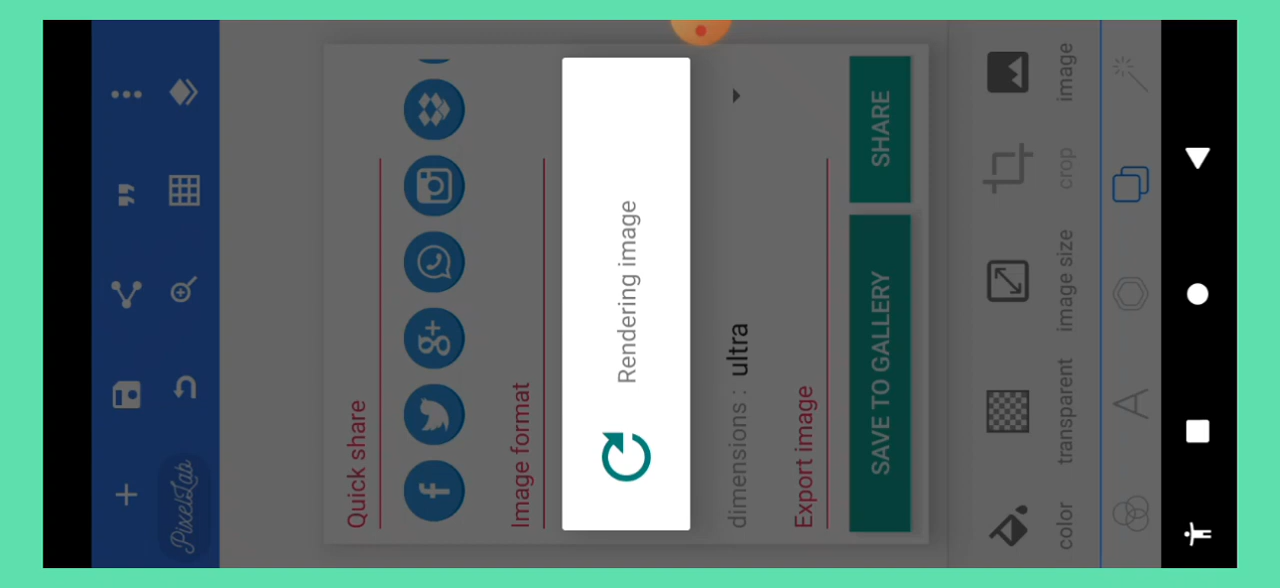 PixelLab
Quick share
Image format
Rendering image
dimensions : ultra
Export image
SAVE TO GALLERY
SHARE
color
transparent
image size
crop
image